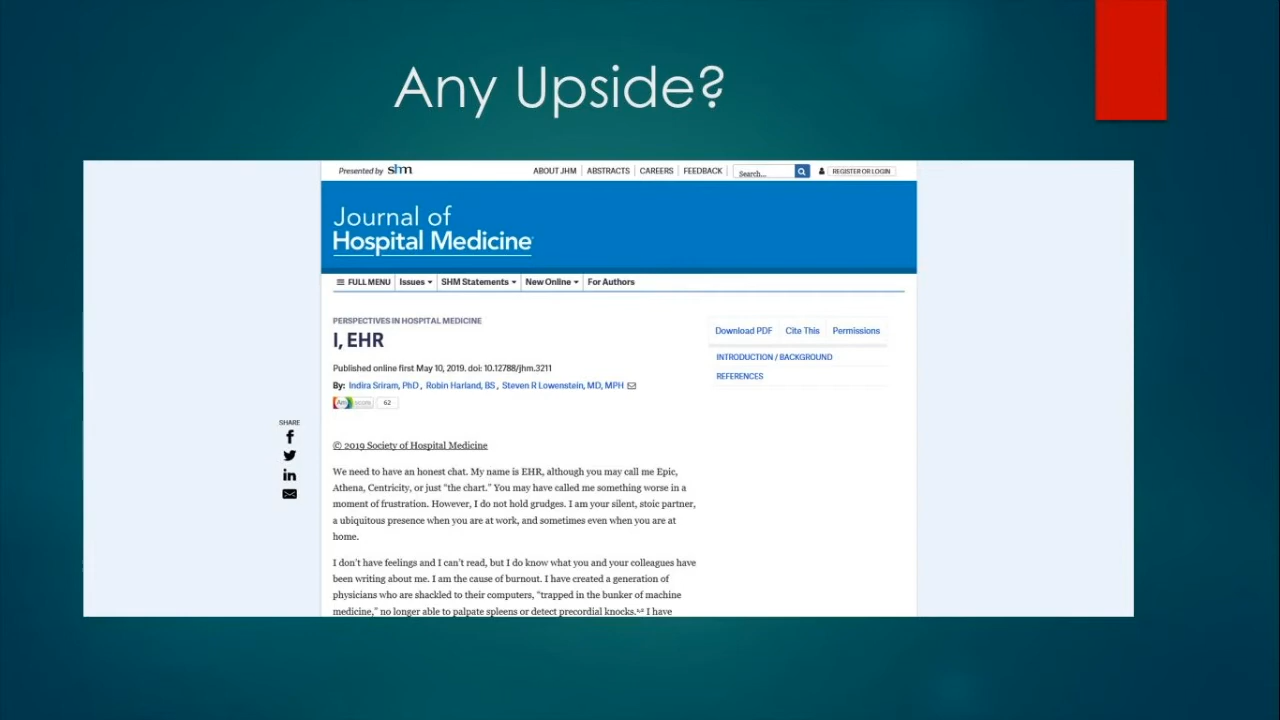 Any Upside?
Presented by shm
ABOUT JHM
ABSTRACTS
CAREERS
FEEDBACK
Search...
REGISTER OR LOGIN
Journal of
Hospital Medicine
FULL MENU
Issues
SHM Statements
New Online
For Authors
PERSPECTIVES IN HOSPITAL MEDICINE
I, EHR
Published online first May 10, 2019. doi: 10.12788/jhm.3211
By: Indira Sriram, PhD , Robin Harland, BS , Steven R Lowenstein, MD, MPH
Am score 62
Download PDF
Cite This
Permissions
INTRODUCTION / BACKGROUND
REFERENCES
SHARE
© 2019 Society of Hospital Medicine
We need to have an honest chat. My name is EHR, although you may call me Epic,
Athena, Centricity, or just “the chart.” You may have called me something worse in a
moment of frustration. However, I do not hold grudges. I am your silent, stoic partner,
a ubiquitous presence when you are at work, and sometimes even when you are at
home.
I don’t have feelings and I can’t read, but I do know what you and your colleagues have
been writing about me. I am the cause of burnout. I have created a generation of
physicians who are shackled to their computers, “trapped in the bunker of machine
medicine,” no longer able to palpate spleens or detect precordial knocks. I have